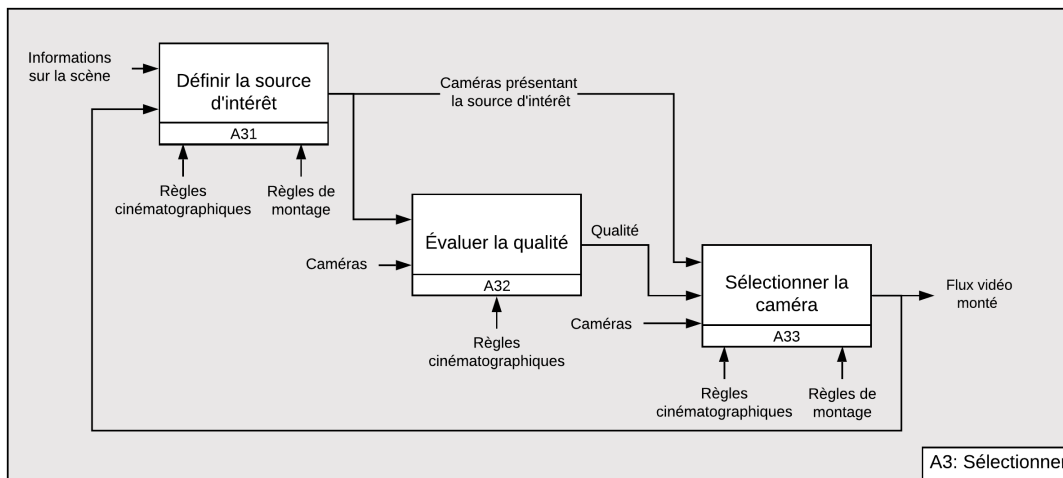 Informations
sur la scène
Définir la source
d'intérêt
A31
Règles
cinématographiques
Règles de
montage
Caméras présentant
la source d'intérêt
Évaluer la qualité
A32
Caméras
Règles
cinématographiques
Qualité
Sélectionner la
caméra
A33
Caméras
Règles
cinématographiques
Règles de
montage
Flux vidéo
monté
A3: Sélectionner